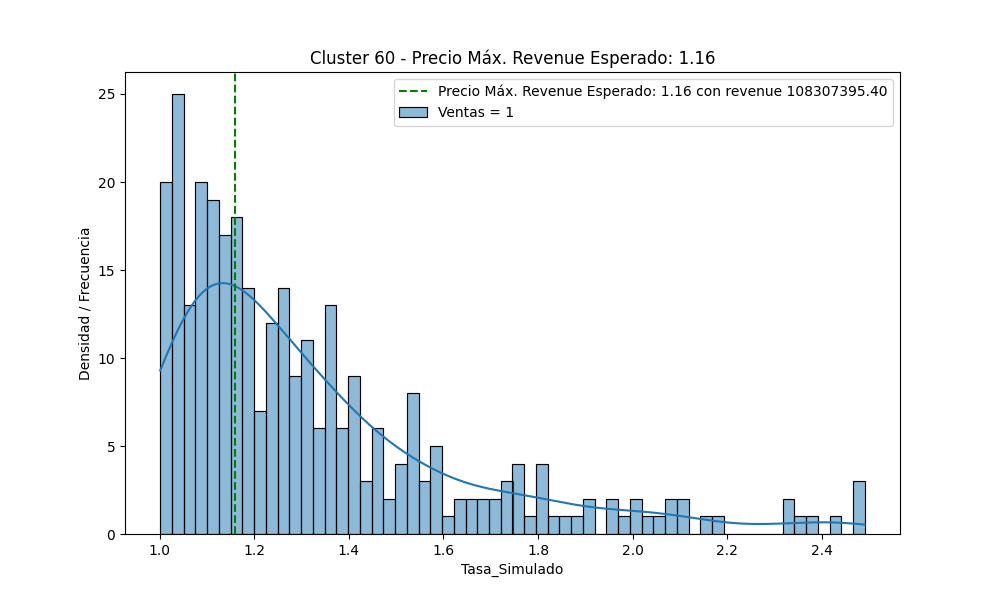 Cluster 60 - Precio Máx. Revenue Esperado: 1.16
Precio Máx. Revenue Esperado: 1.16 con revenue 108307395.40
Ventas = 1
Densidad / Frecuencia
25
20
15
10
5
0
1.0 1.2 1.4 1.6 1.8 2.0 2.2 2.4
Tasa_Simulado